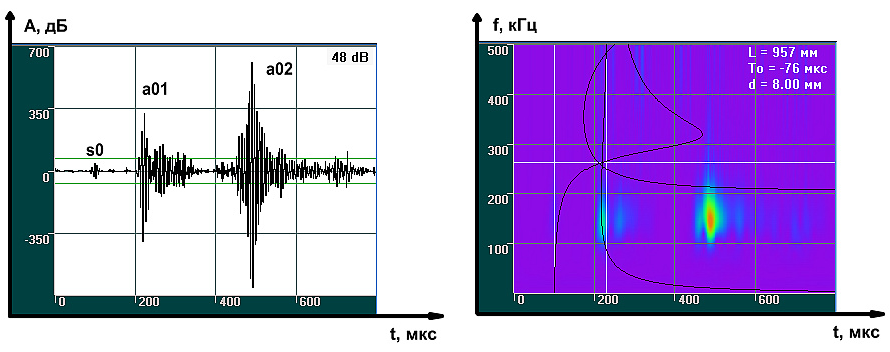 A, дБ
700
48 dB
a02
a01
350
s0
0
-350
0
200
400
600
t, мкс
f, кГц
500
L = 957 мм
To = -76 мкс
d = 8.00 мм
400
300
200
100
0
200
400
600
t, мкс